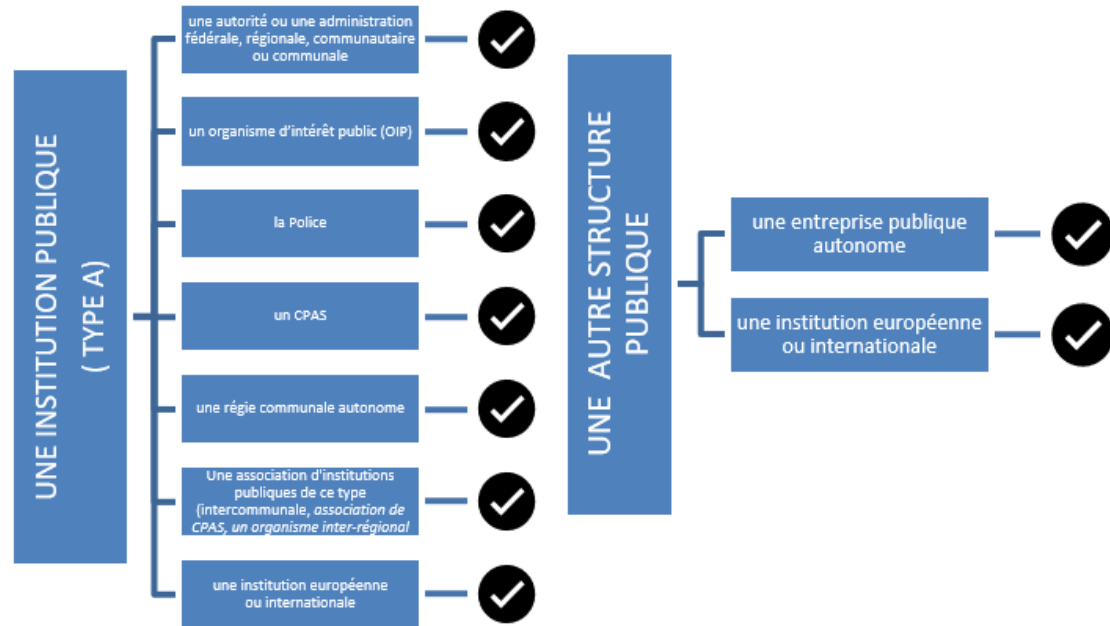 UNE INSTITUTION PUBLIQUE
( TYPE A)
une autorité ou une administration
fédérale, régionale, communautaire
ou communale
un organisme d'intérêt public (OIP)
la Police
un CPAS
une régie communale autonome
Une association d'institutions
publiques de ce type
(intercommunale, association de
CPAS, un organisme inter-régional
une institution européenne
ou internationale
UNE AUTRE STRUCTURE
PUBLIQUE
une entreprise publique
autonome
une institution européenne
ou internationale